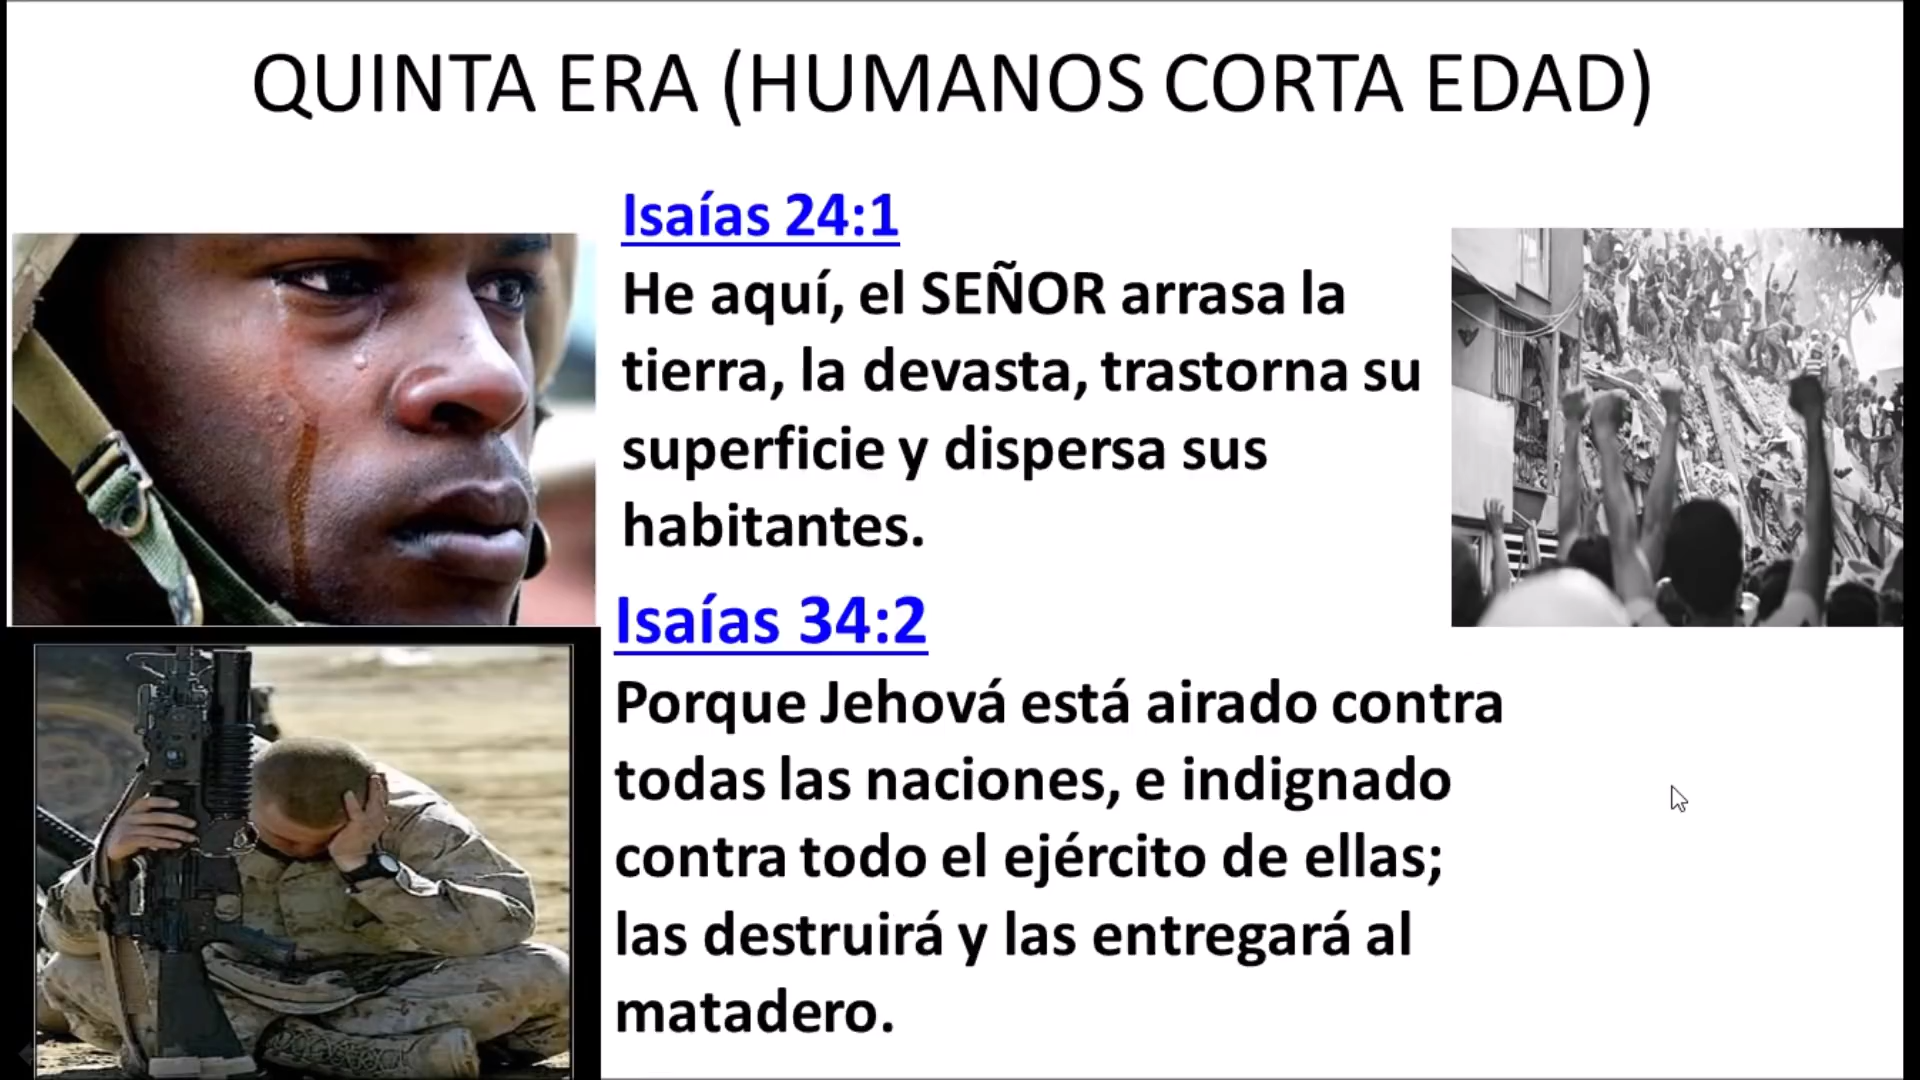 QUINTA ERA (HUMANOS CORTA EDAD)
Isaías 24:1
He aquí, el SEÑOR arrasa la
tierra, la devasta, trastorna su
superficie y dispersa sus
habitantes.
Isaías 34:2
Porque Jehová está airado contra
todas las naciones, e indignado
contra todo el ejército de ellas;
las destruirá y las entregará al
matadero.